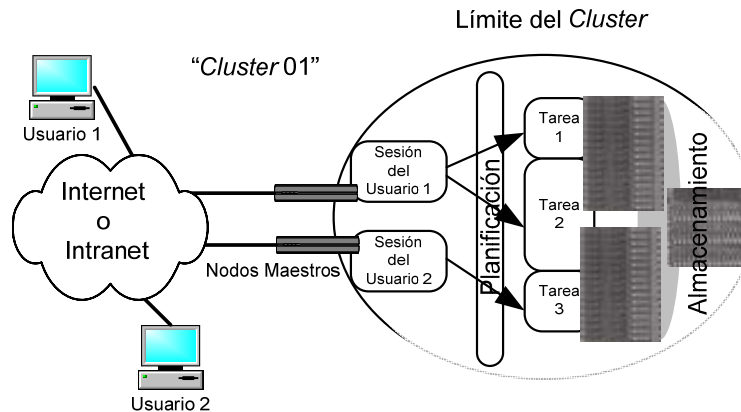 Límite del Cluster
“Cluster 01”
Usuario 1
Internet
o
Intranet
Nodos Maestros
Usuario 2
Sesión
del
Usuario 1
Sesión
del
Usuario 2
Planificación
Tarea
1
Tarea
2
Tarea
3
Almacenamiento